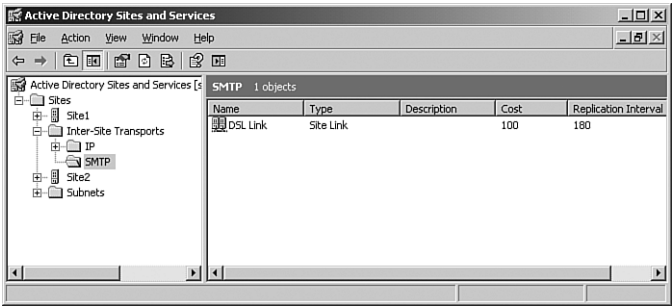 Active Directory Sites and Services
File Action View Window Help
Active Directory Sites and Services [s
Sites
Site1
Inter-Site Transports
IP
SMTP
Site2
Subnets
SMTP 1 objects
Name Type Description Cost Replication Interval
DSL Link Site Link 100 180